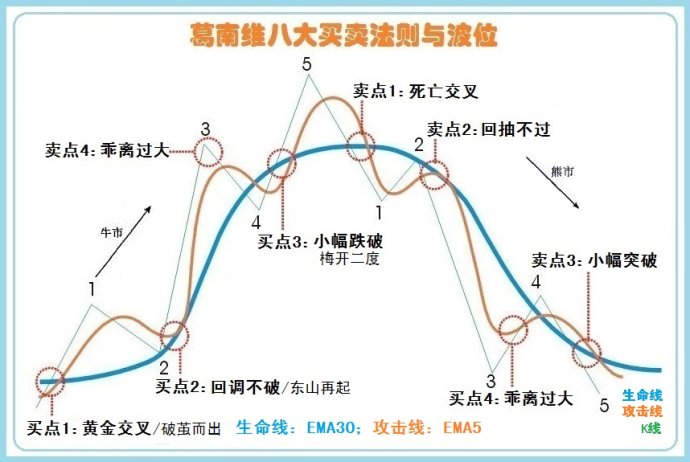 葛南维八大买卖法则与波位
5
卖点1：死亡交叉
3
2
卖点2：回抽不过
卖点4：乖离过大
熊市
4
1
牛市
买点3：小幅跌破
梅开二度
卖点3：小幅突破
1
4
2
3
5
买点2：回调不破/东山再起
买点4：乖离过大
生命线
攻击线
K线
买点1：黄金交叉/破茧而出
生命线：EMA30；攻击线：EMA5